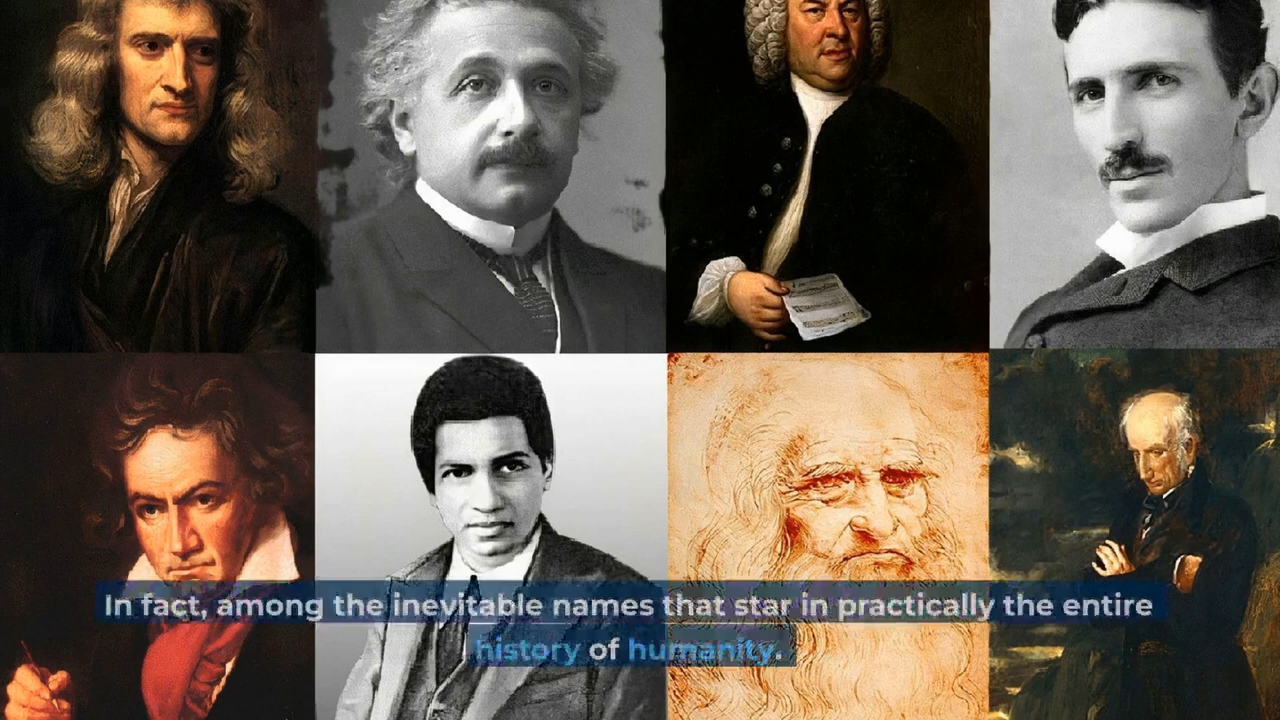 In fact, among the inevitable names that star in practically the entire
history of humanity.